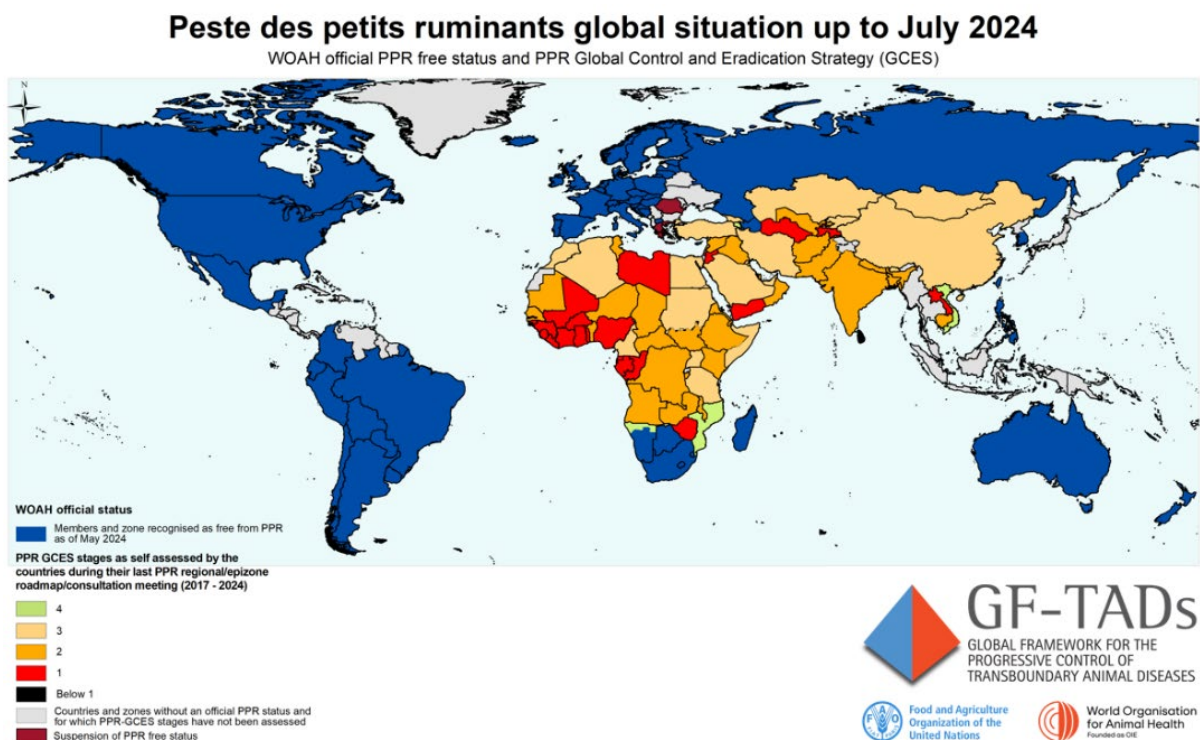 Peste des petits ruminants global situation up to July 2024
WOAH official PPR free status and PPR Global Control and Eradication Strategy (GCES)
N
WOAH official status
Members and zone recognised as free from PPR
as of May 2024
PPR GCES stages as self assessed by the
countries during their last PPR regional/epizone
roadmap/consultation meeting (2017 - 2024)
4
3
2
1
Below 1
Countries and zones without an official PPR status and
for which PPR-GCES stages have not been assessed
Suspension of PPR free status
GF-TADs
GLOBAL FRAMEWORK FOR THE
PROGRESSIVE CONTROL OF
TRANSBOUNDARY ANIMAL DISEASES
FAO
Food and Agriculture
Organization of the
United Nations
World Organisation
for Animal Health
Founded as OIE